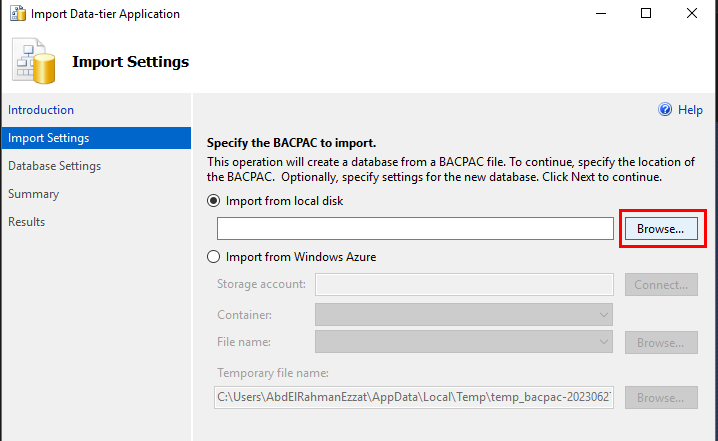 Import Data-tier Application
Import Settings
Introduction
Help
Import Settings
Database Settings
Summary
Results
Specify the BACPAC to import.
This operation will create a database from a BACPAC file. To continue, specify the location of
the BACPAC.  Optionally, specify settings for the new database. Click Next to continue.
Import from local disk
Browse...
Import from Windows Azure
Storage account:
Connect...
Container:
File name:
Browse...
Temporary file name:
C:\Users\AbdElRahmanEzzat\AppData\Local\Temp\temp_bacpac-2023062
Browse...